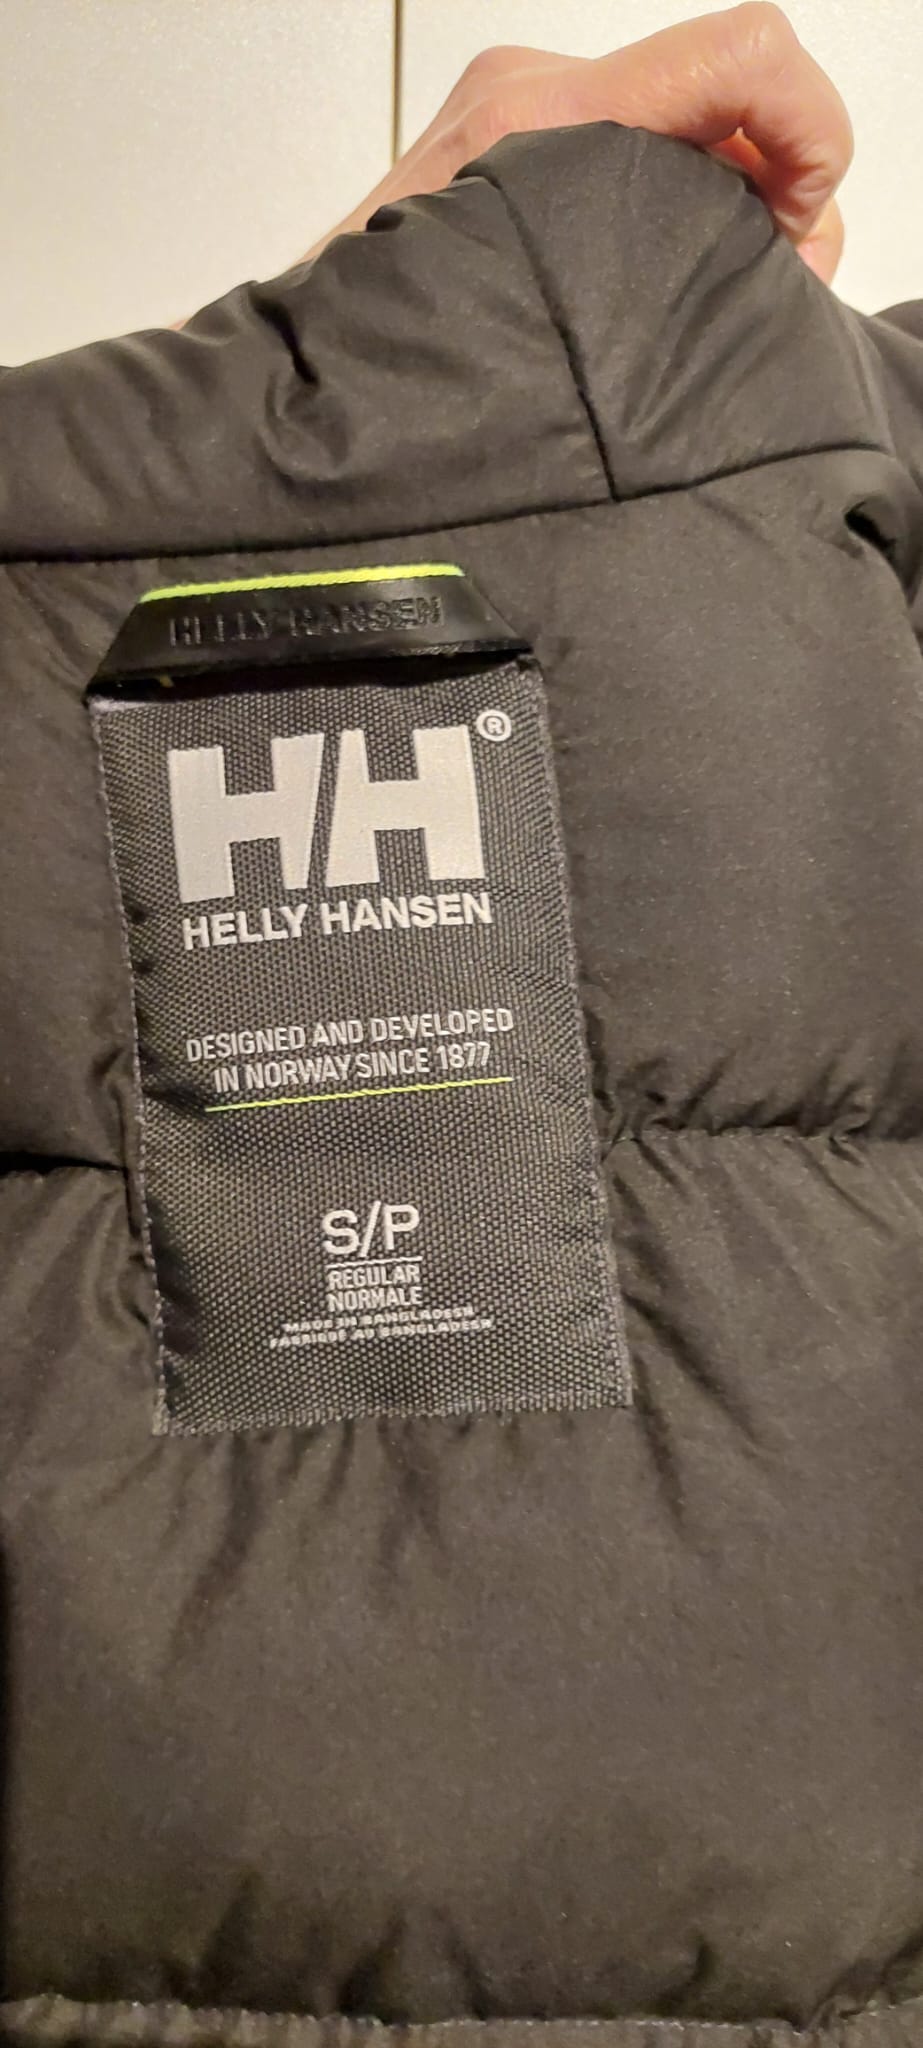 HELLY HANSEN
HH®
HELLY HANSEN
DESIGNED AND DEVELOPED
IN NORWAY SINCE 1877
S/P
REGULAR
NORMALE
MADE IN BANGLADESH
FABRIQUÉ AU BANGLADESH